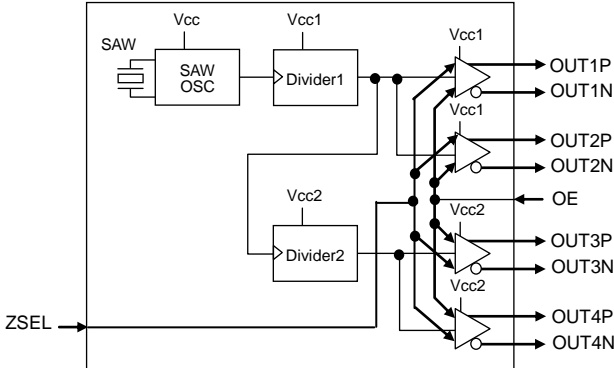 Vcc
Vcc1
Vcc1
SAW
SAW
OSC
Divider1
OUT1P
OUT1N
Vcc1
OUT2P
OUT2N
Vcc2
OE
Vcc2
Divider2
OUT3P
OUT3N
Vcc2
ZSEL
OUT4P
OUT4N